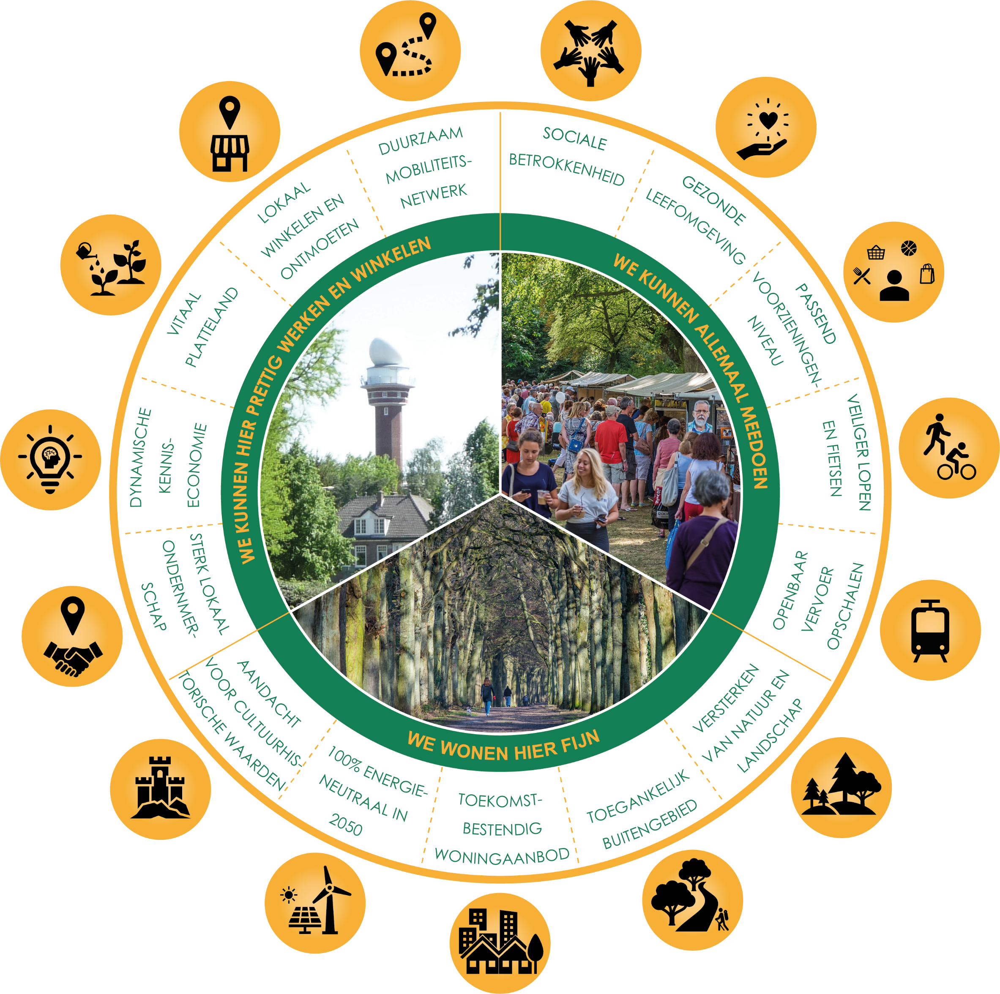 SOCIALE
BETROKKENHEID
GEZONDE
LEEFOMGEVING
PASSEND
VOORZIENINGEN-
NIVEAU
VEILIGER LOPEN
EN FIETSEN
OPENBAAR
VERVOER
OPSCHALEN
VERSTERKEN
VAN NATUUR EN
LANDSCHAP
TOEGANKELIJK
BUITENGEBIED
TOEKOMST-
BESTENDIG
WONINGAANBOD
100% ENERGIE-
NEUTRAAL IN
2050
AANDACHT
VOOR CULTUURHIS-
TORISCHE WAARDEN
STERK LOKAAL
ONDERNMER-
SCHAP
DYNAMISCHE
KENNIS-
ECONOMIE
VITAAL
PLATTELAND
LOKAAL
WINKELEN EN
ONTMOETEN
DUURZAAM
MOBILITEITS-
NETWERK
WE KUNNEN ALLEMAAL MEEDOEN
WE WONEN HIER FIJN
WE KUNNEN HIER PRETTIG WERKEN EN WINKELEN